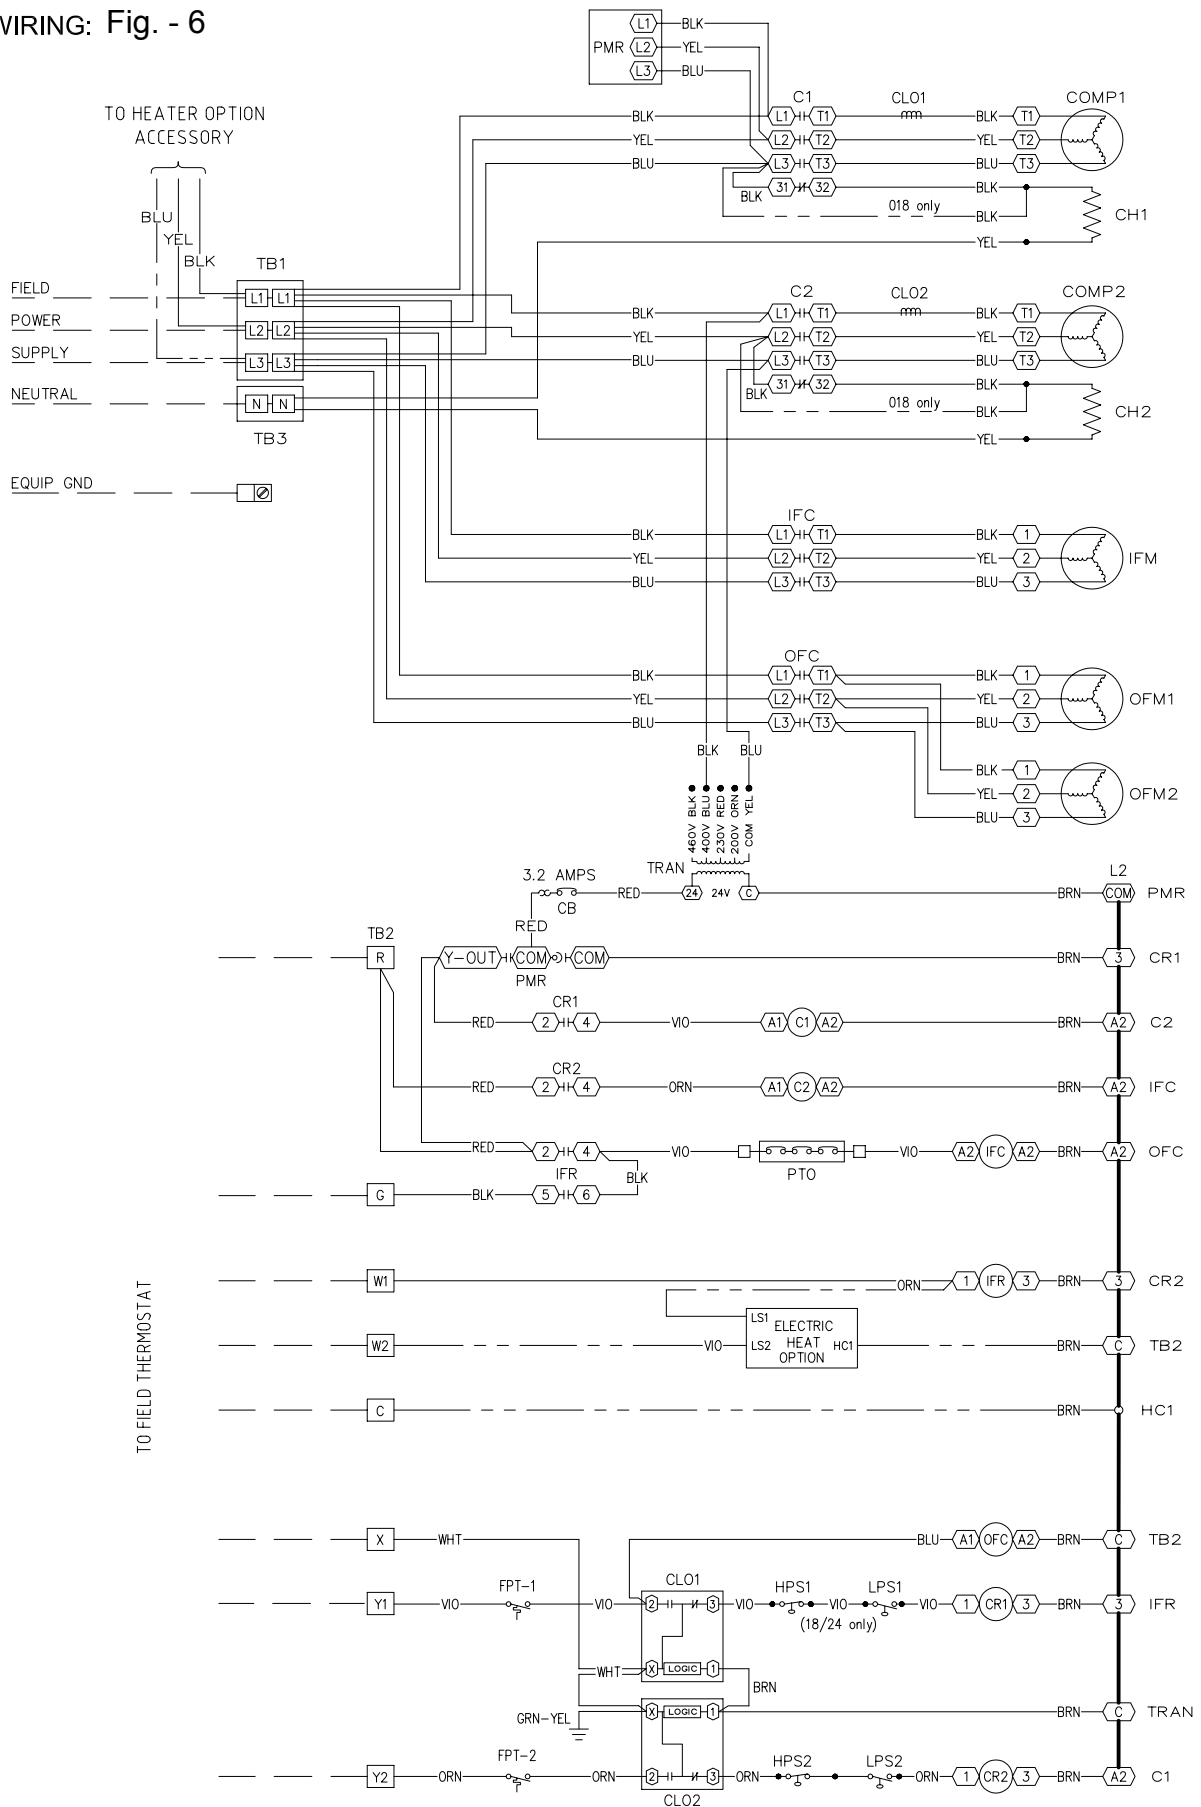 WIRING: Fig. - 6
L1 BLK
PMR L2 YEL
L3 BLU
TO HEATER OPTION
ACCESSORY
C1 CLO1 COMP1
BLK L1 T1 BLK T1
YEL L2 T2 YEL T2
BLU L3 T3 BLU T3
BLK 31 32 BLK
018 only BLK CH1
YEL
BLU
YEL
BLK
TB1
FIELD L1 L1
POWER L2 L2
SUPPLY L3 L3
NEUTRAL N N
TB3
EQUIP GND
C2 CLO2 COMP2
BLK L1 T1 BLK T1
YEL L2 T2 YEL T2
BLU L3 T3 BLU T3
BLK 31 32 BLK
018 only BLK CH2
YEL
IFC
BLK L1 T1 BLK 1
YEL L2 T2 YEL 2 IFM
BLU L3 T3 BLU 3
OFC
BLK L1 T1 BLK 1
YEL L2 T2 YEL 2 OFM1
BLU L3 T3 BLU 3
BLK BLU
BLK 1
YEL 2 OFM2
BLU 3
460V BLK
400V BLU
230V RED
200V ORN
COM YEL
TRAN
3.2 AMPS L2
CB RED 24 24V C BRN COM PMR
RED
TB2
R Y-OUT COM COM BRN 3 CR1
PMR
CR1
RED 2 4 VIO A1 C1 A2 BRN A2 C2
CR2
RED 2 4 ORN A1 C2 A2 BRN A2 IFC
RED 2 4 VIO PTO VIO A2 IFC A2 BRN A2 OFC
IFR BLK
G BLK 5 6
TO FIELD THERMOSTAT
W1 ORN 1 IFR 3 BRN 3 CR2
LS1 ELECTRIC
W2 VIO LS2 HEAT HC1 BRN C TB2
OPTION
C BRN HC1
X WHT BLU A1 OFC A2 BRN C TB2
FPT-1 CLO1 HPS1 LPS1
Y1 VIO VIO 2 3 VIO VIO VIO 1 CR1 3 BRN 3 IFR
(18/24 only)
WHT X LOGIC 1
BRN
GRN-YEL X LOGIC 1 BRN C TRAN
FPT-2 HPS2 LPS2
Y2 ORN ORN 2 3 ORN ORN 1 CR2 3 BRN A2 C1
CLO2